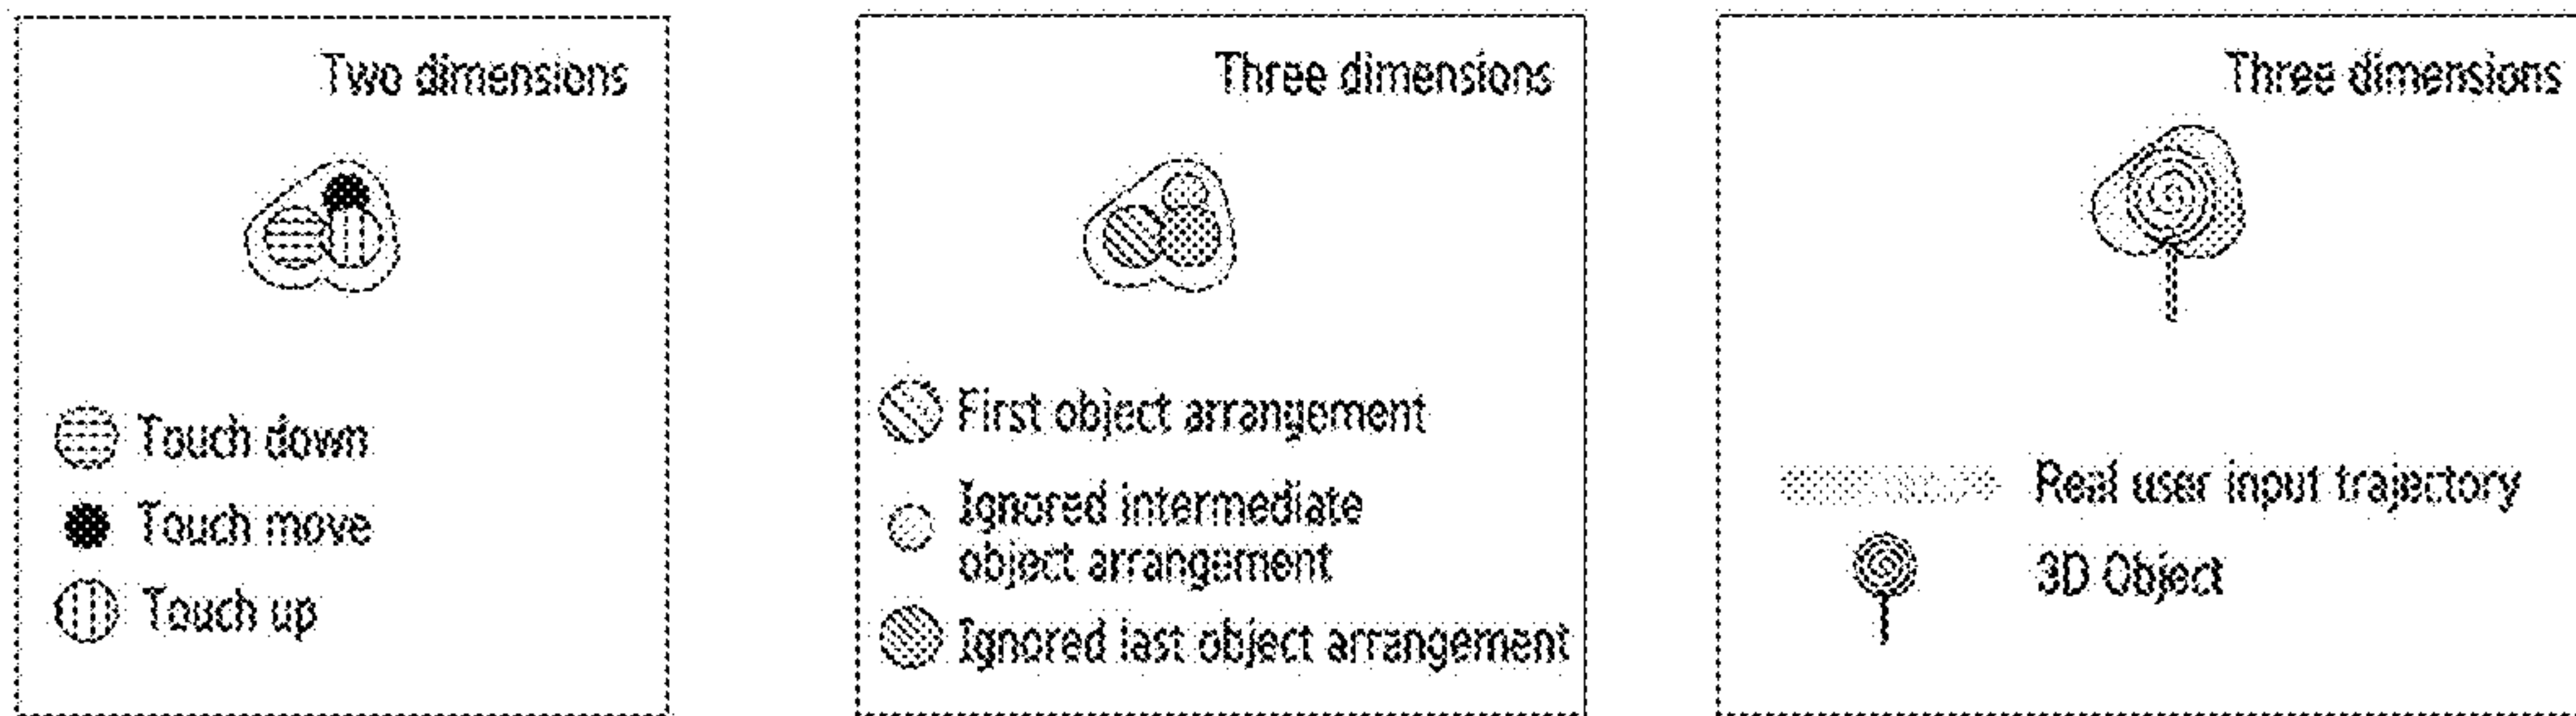 Two dimensions
Touch down
Touch move
Touch up
Three dimensions
First object arrangement
Ignored intermediate
object arrangement
Ignored last object arrangement
Three dimensions
Real user input trajectory
3D Object